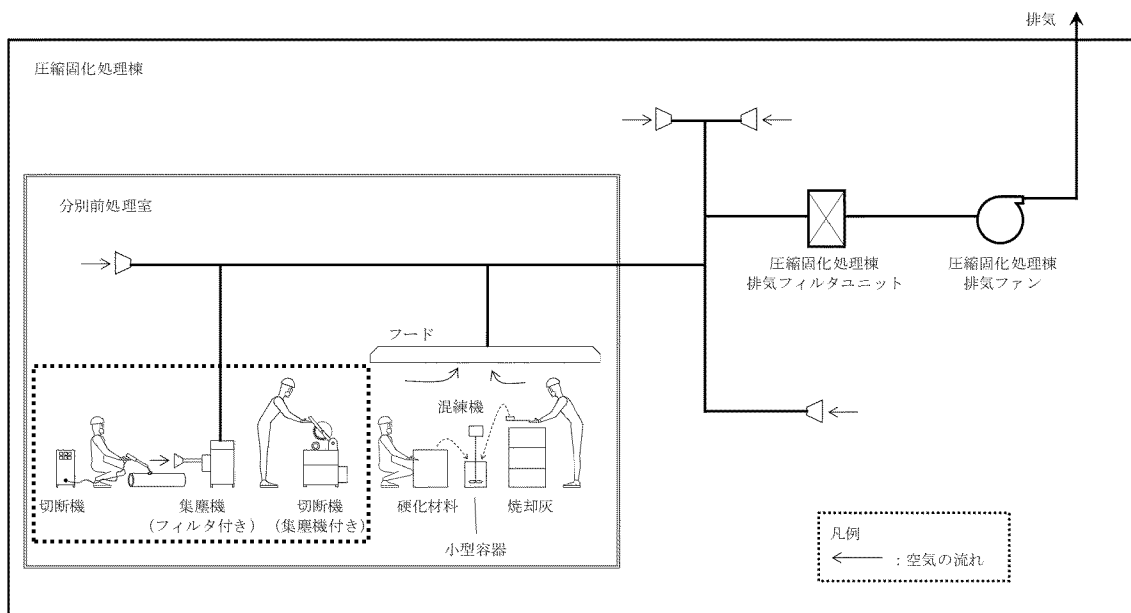 排気
圧縮固化処理棟
分別前処理室
圧縮固化処理棟
排気フィルタユニット
圧縮固化処理棟
排気ファン
フード
混練機
切断機
集塵機
(フィルタ付き)
切断機
(集塵機付き)
硬化材料
焼却灰
小型容器
凡例
：空気の流れ